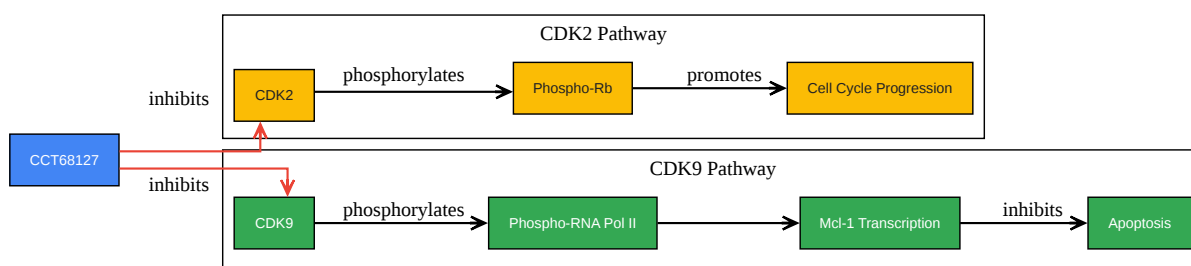 CDK2 Pathway
inhibits
CDK2
phosphorylates
Phospho-Rb
promotes
Cell Cycle Progression
CCT68127
CDK9 Pathway
inhibits
CDK9
phosphorylates
Phospho-RNA Pol II
Mcl-1 Transcription
inhibits
Apoptosis